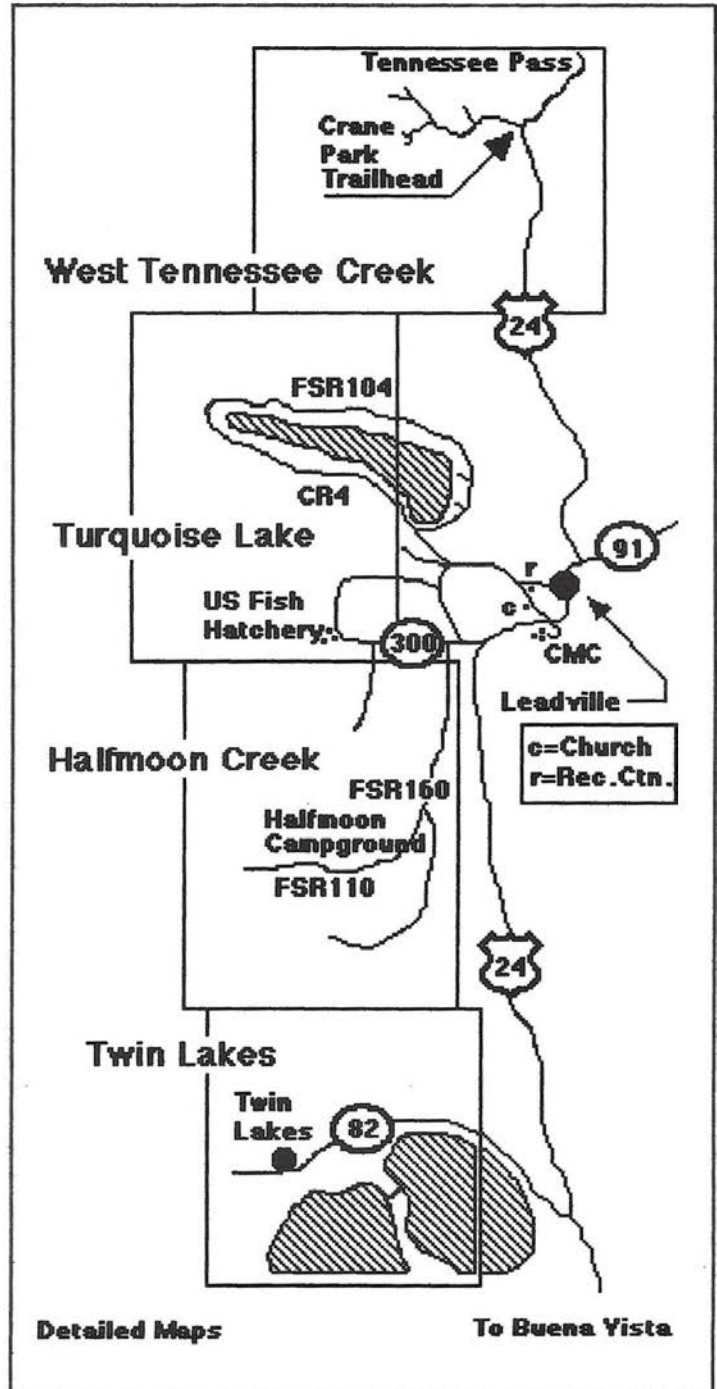 Tennessee Pass
Crane
Park
Trailhead
West Tennessee Creek
24
FSR104
CR4
Turquoise Lake
91
r
US Fish
Hatchery
c
300
CMC
Leadville
c=Church
r=Rec.Ctn.
Halfmoon Creek
FSR160
Halfmoon
Campground
FSR110
24
Twin Lakes
Twin
Lakes
82
Detailed Maps
To Buena Vista